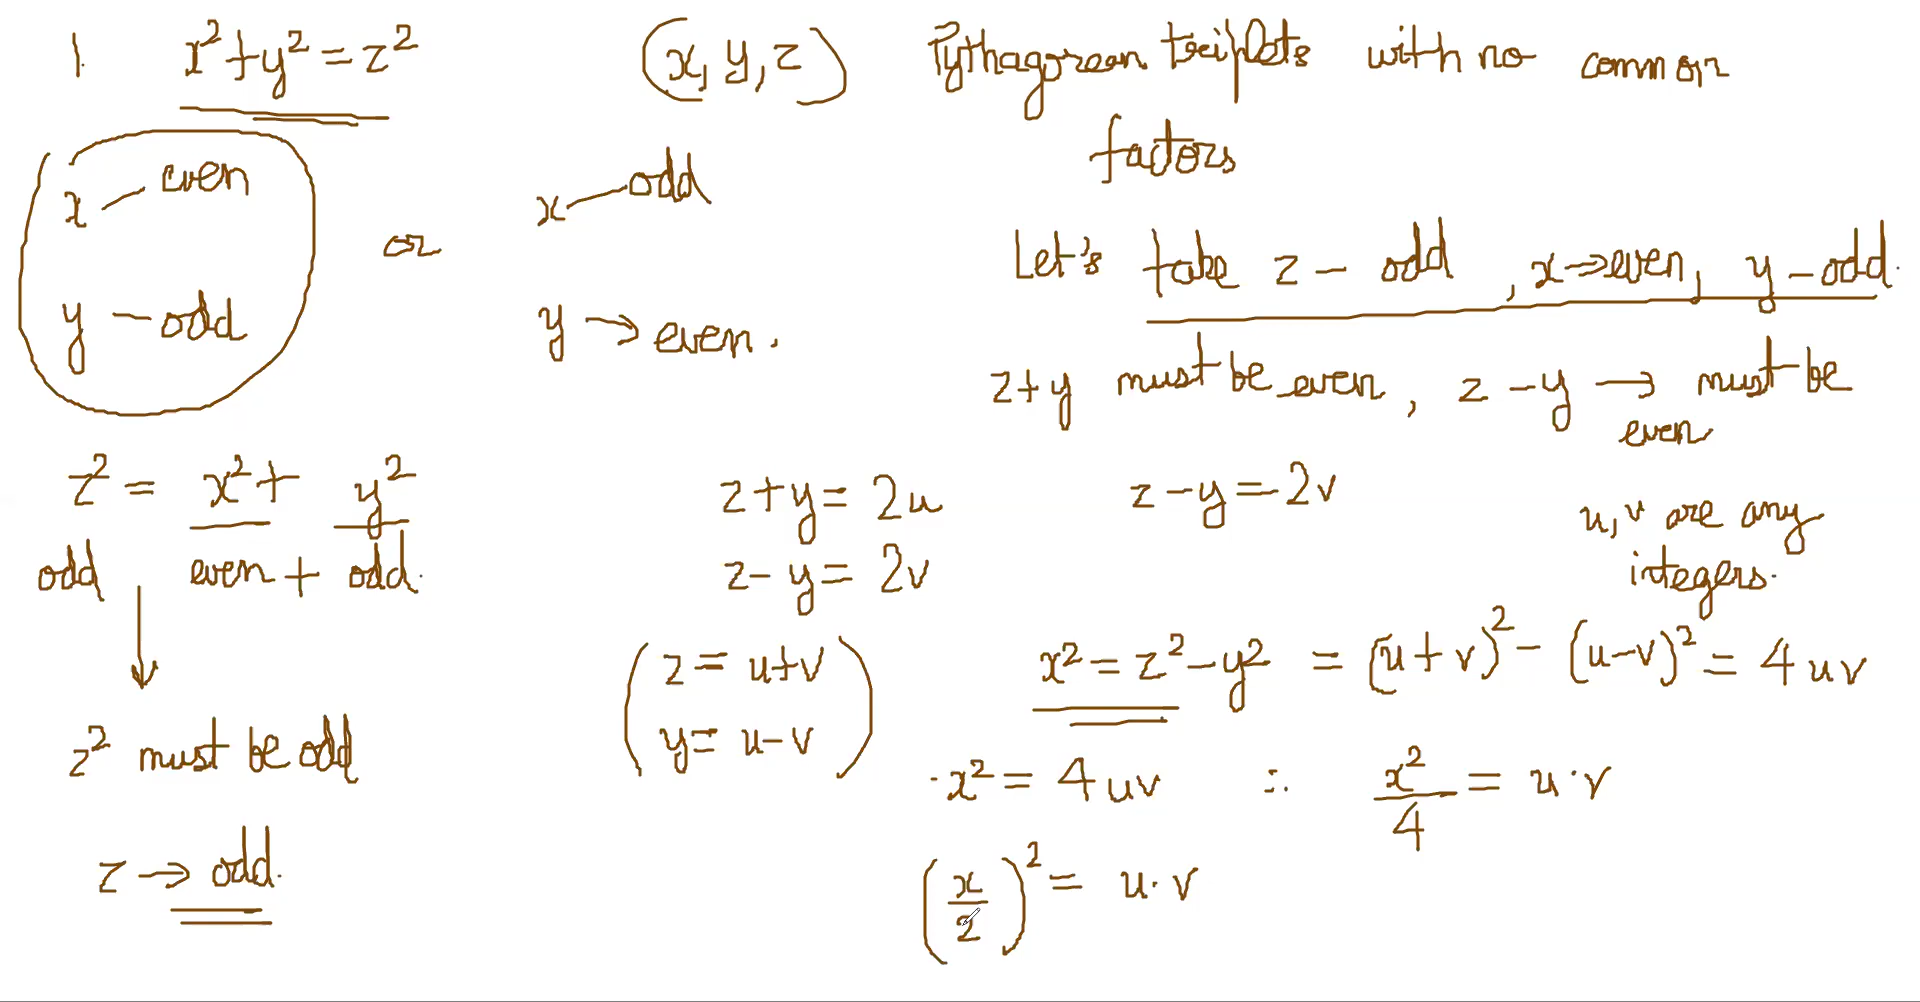 1. x² + y² = z² (x, y, z) Pythagorean triplets with no common
factors
x — even
or
x — odd
y — odd
y → even.
Let's take z – odd, x → even, y – odd.
z + y must be even, z – y → must be
even
z² = x² + y²
odd even + odd.
↓
z² must be odd
z → odd.
z + y = 2u
z – y = 2v
z – y = 2v
u, v are any
integers.
z = u+v
y = u–v
x² = z² – y² = (u + v)² – (u–v)² = 4uv
x² = 4uv ∴ x²/4 = u·v
(x/2)² = u·v